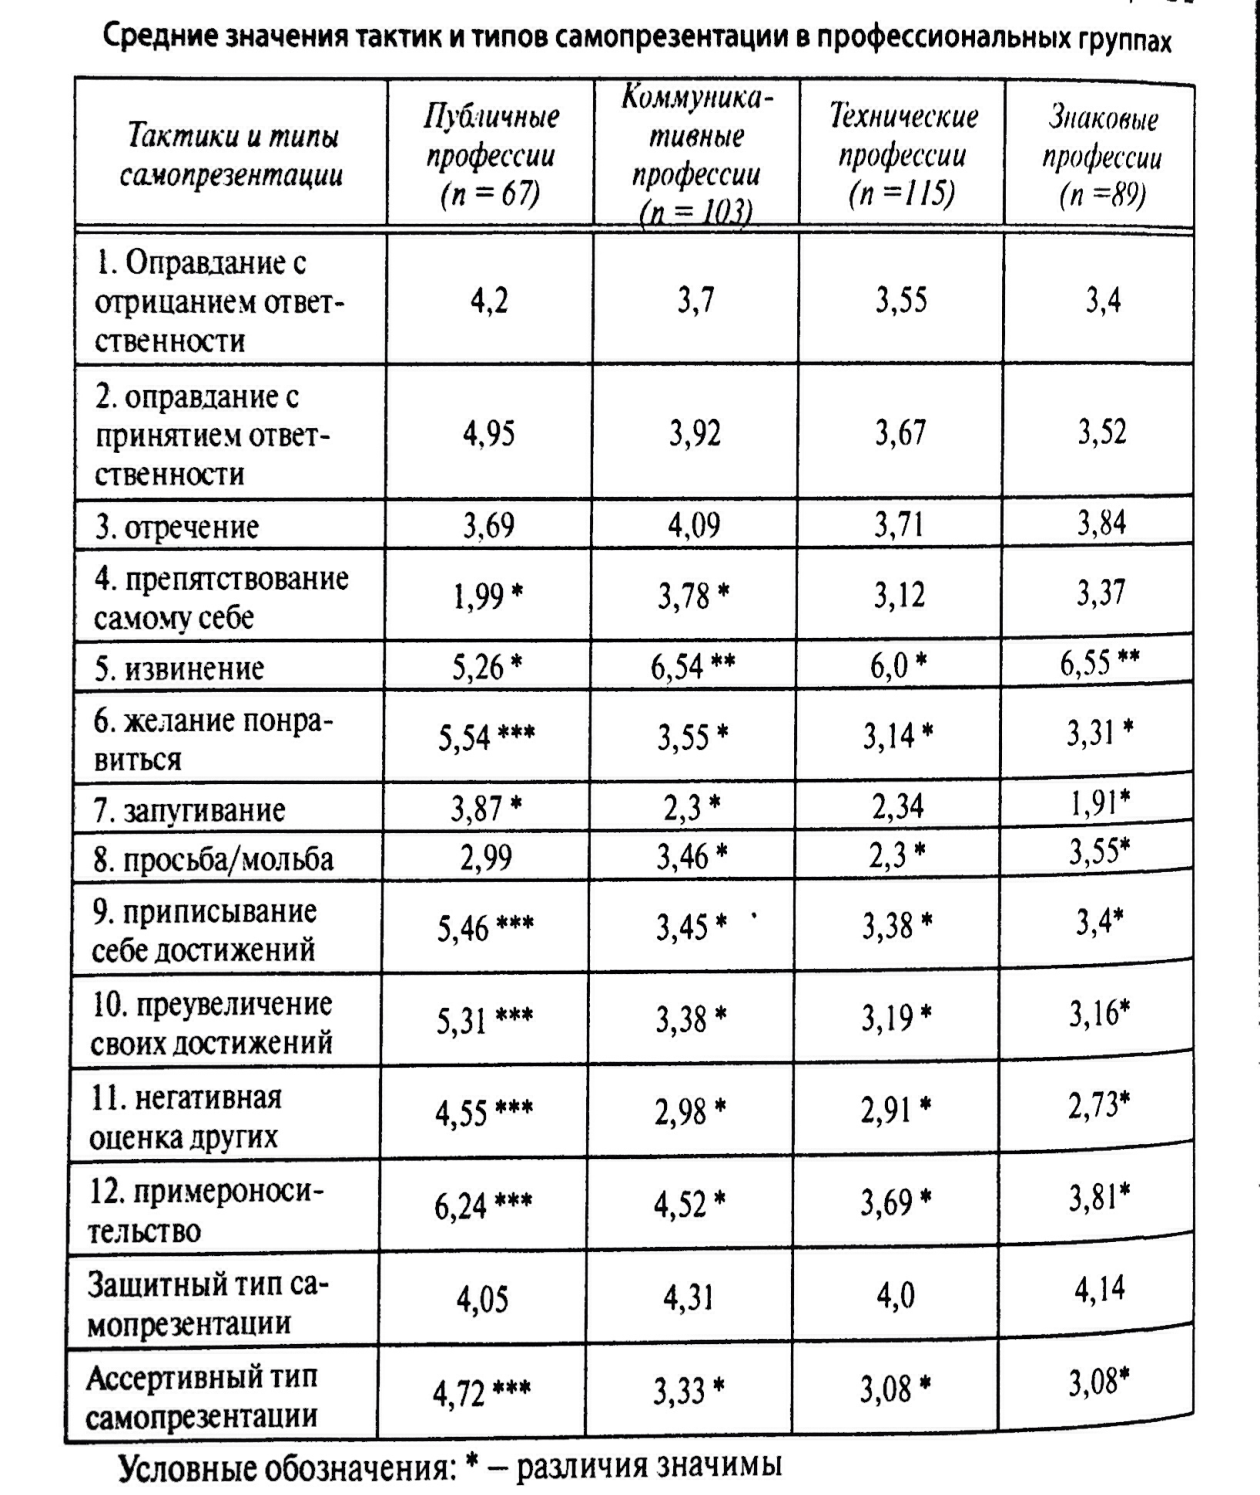 Средние значения тактик и типов самопрезентации в профессиональных группах
Тактики и типы
самопрезентации
Публичные
профессии
(n = 67)
Коммуника-
тивные
профессии
(n = 103)
Технические
профессии
(n =115)
Знаковые
профессии
(n =89)
1. Оправдание с
отрицанием ответ-
ственности
4,2
3,7
3,55
3,4
2. оправдание с
принятием ответ-
ственности
4,95
3,92
3,67
3,52
3. отречение
3,69
4,09
3,71
3,84
4. препятствование
самому себе
1,99 *
3,78 *
3,12
3,37
5. извинение
5,26 *
6,54 **
6,0 *
6,55 **
6. желание понра-
виться
5,54 ***
3,55 *
3,14 *
3,31 *
7. запугивание
3,87 *
2,3 *
2,34
1,91*
8. просьба/мольба
2,99
3,46 *
2,3 *
3,55*
9. приписывание
себе достижений
5,46 ***
3,45 *
3,38 *
3,4*
10. преувеличение
своих достижений
5,31 ***
3,38 *
3,19 *
3,16*
11. негативная
оценка других
4,55 ***
2,98 *
2,91 *
2,73*
12. примероноси-
тельство
6,24 ***
4,52 *
3,69 *
3,81*
Защитный тип са-
мопрезентации
4,05
4,31
4,0
4,14
Ассертивный тип
самопрезентации
4,72 ***
3,33 *
3,08 *
3,08*
Условные обозначения: * – различия значимы